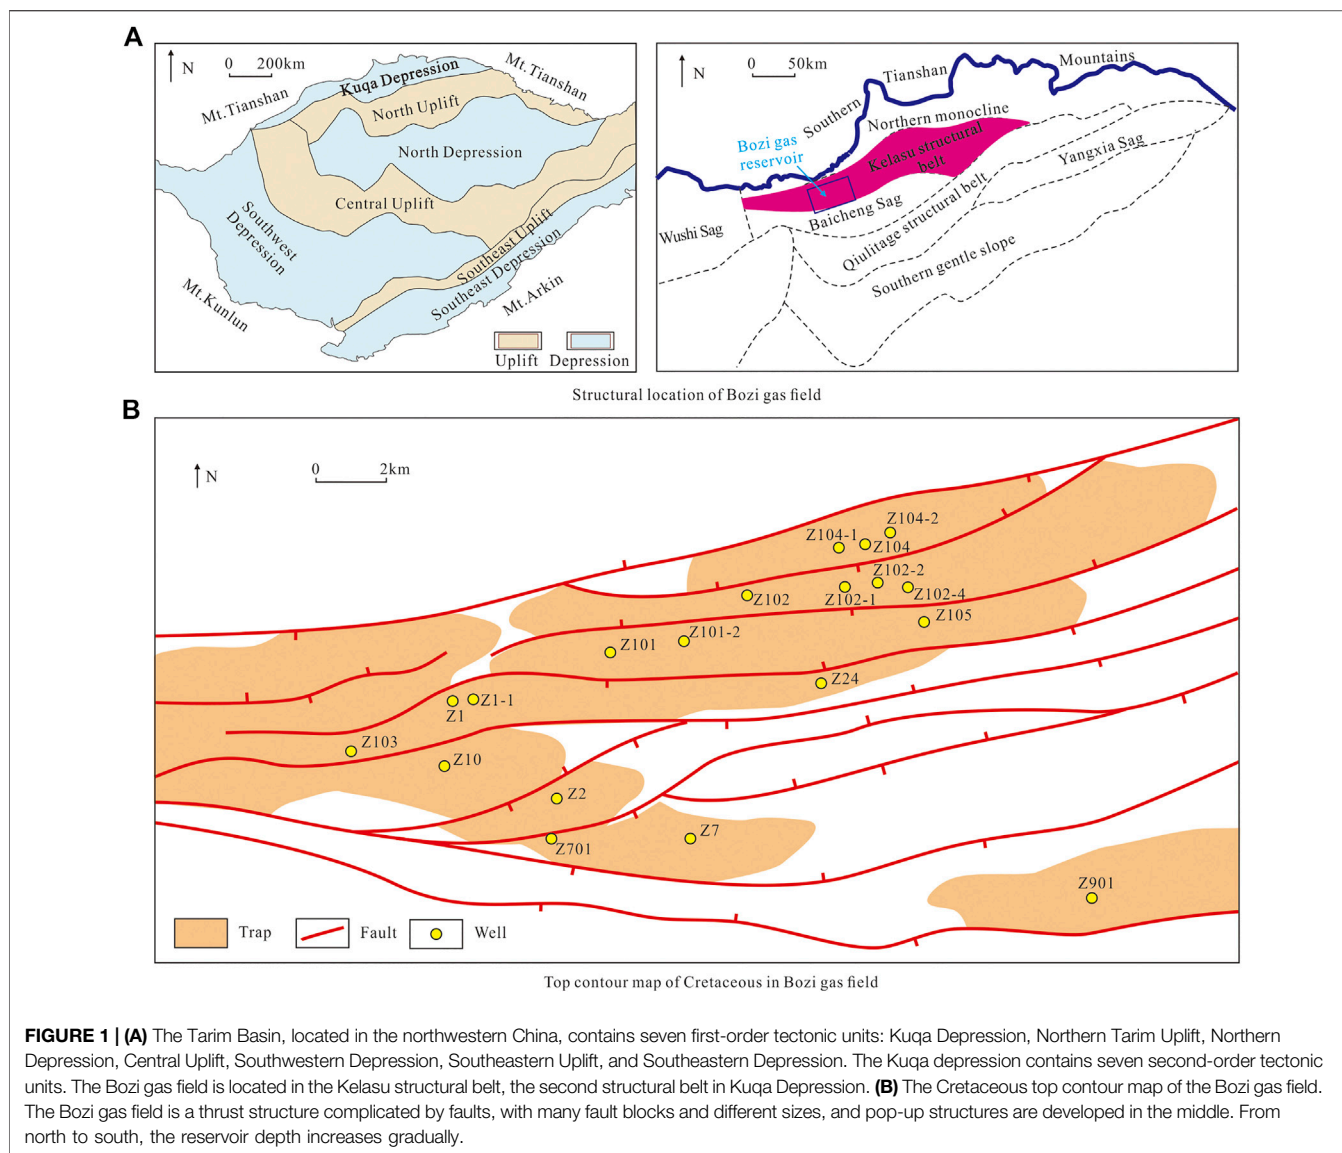 A
N
0 200km
Mt.Tianshan
Kuqa Depression
Mt.Tianshan
North Uplift
North Depression
Central Uplift
Southwest
Depression
Southeast Uplift
Southeast Depression
Mt.Kunlun
Mt.Arkin
Uplift Depression
N
0 50km
Southern Tianshan Mountains
Northern monocline
Bozi gas
reservoir
Kelasu structural
belt
Yangxia Sag
Baicheng Sag
Wushi Sag
Qiulitage structural belt
Southern gentle slope
Structural location of Bozi gas field
B
N
0 2km
Z104-2
Z104-1
Z104
Z102-2
Z102
Z102-1
Z102-4
Z105
Z101-2
Z101
Z24
Z1-1
Z1
Z103
Z10
Z2
Z7
Z701
Z901
Trap Fault Well
Top contour map of Cretaceous in Bozi gas field
FIGURE 1 | (A) The Tarim Basin, located in the northwestern China, contains seven first-order tectonic units: Kuqa Depression, Northern Tarim Uplift, Northern
Depression, Central Uplift, Southwestern Depression, Southeastern Uplift, and Southeastern Depression. The Kuqa depression contains seven second-order tectonic
units. The Bozi gas field is located in the Kelasu structural belt, the second structural belt in Kuqa Depression. (B) The Cretaceous top contour map of the Bozi gas field.
The Bozi gas field is a thrust structure complicated by faults, with many fault blocks and different sizes, and pop-up structures are developed in the middle. From
north to south, the reservoir depth increases gradually.